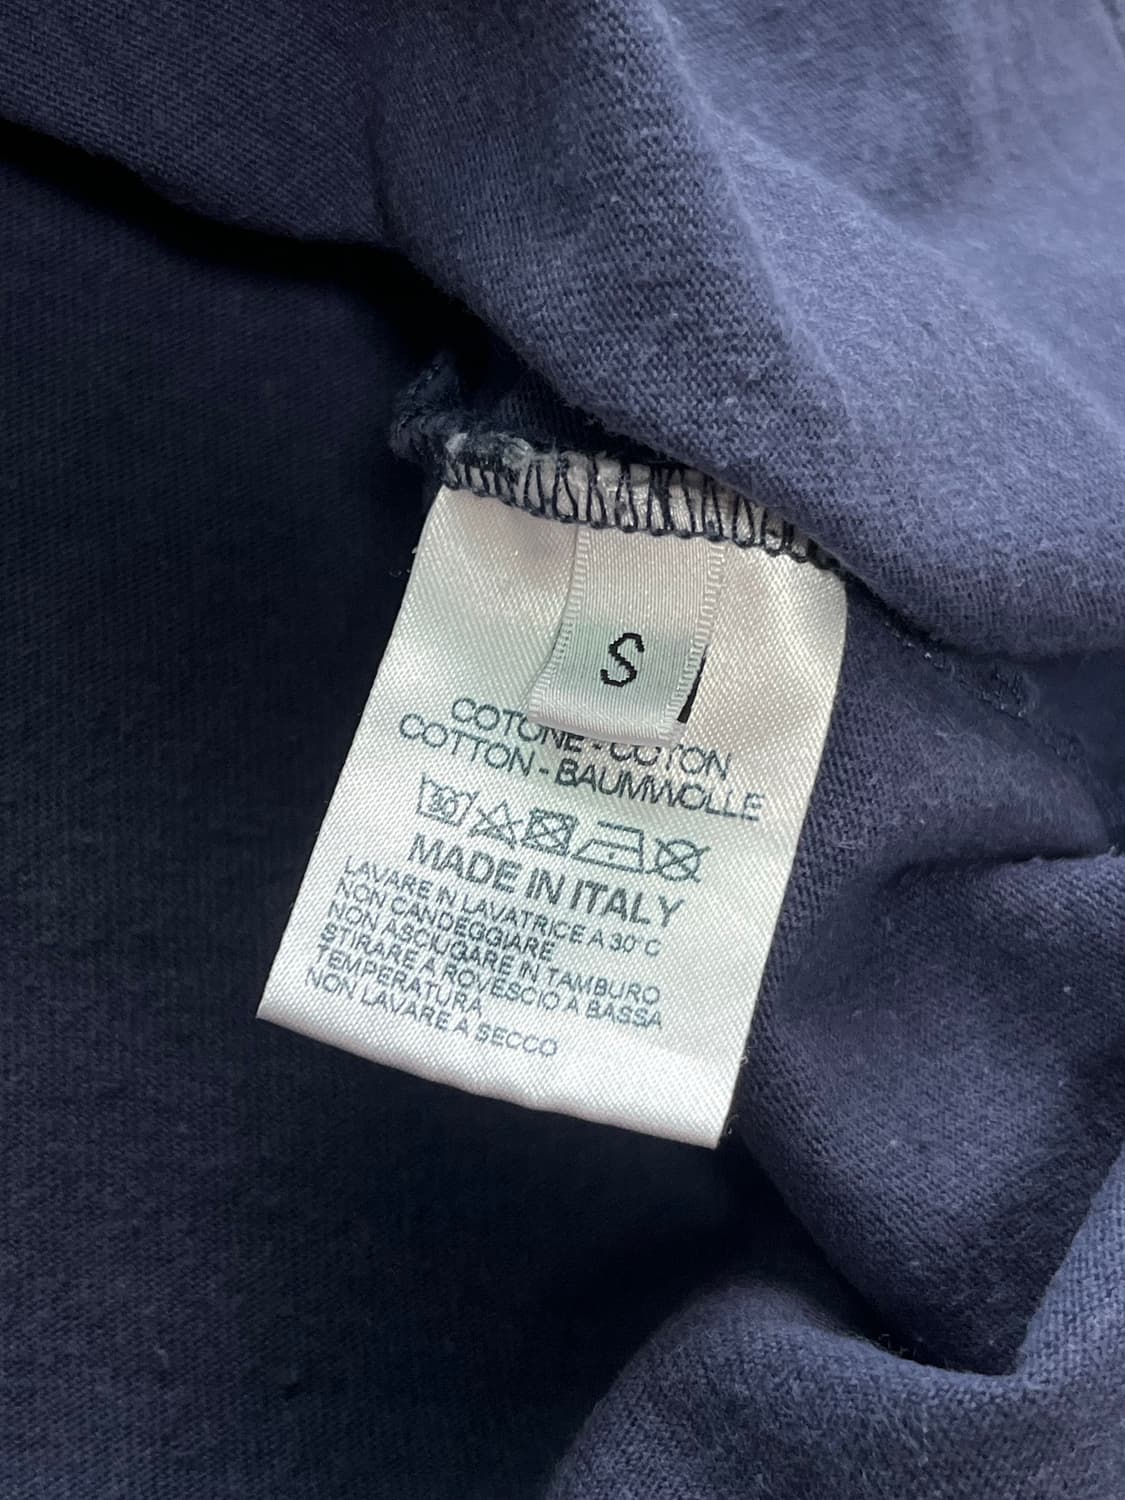 S
COTONE - COTON
COTTON - BAUMWOLLE
30
MADE IN ITALY
LAVARE IN LAVATRICE A 30°C
NON CANDEGGIARE
NON ASCIUGARE IN TAMBURO
STIRARE A ROVESCIO A BASSA
TEMPERATURA
NON LAVARE A SECCO